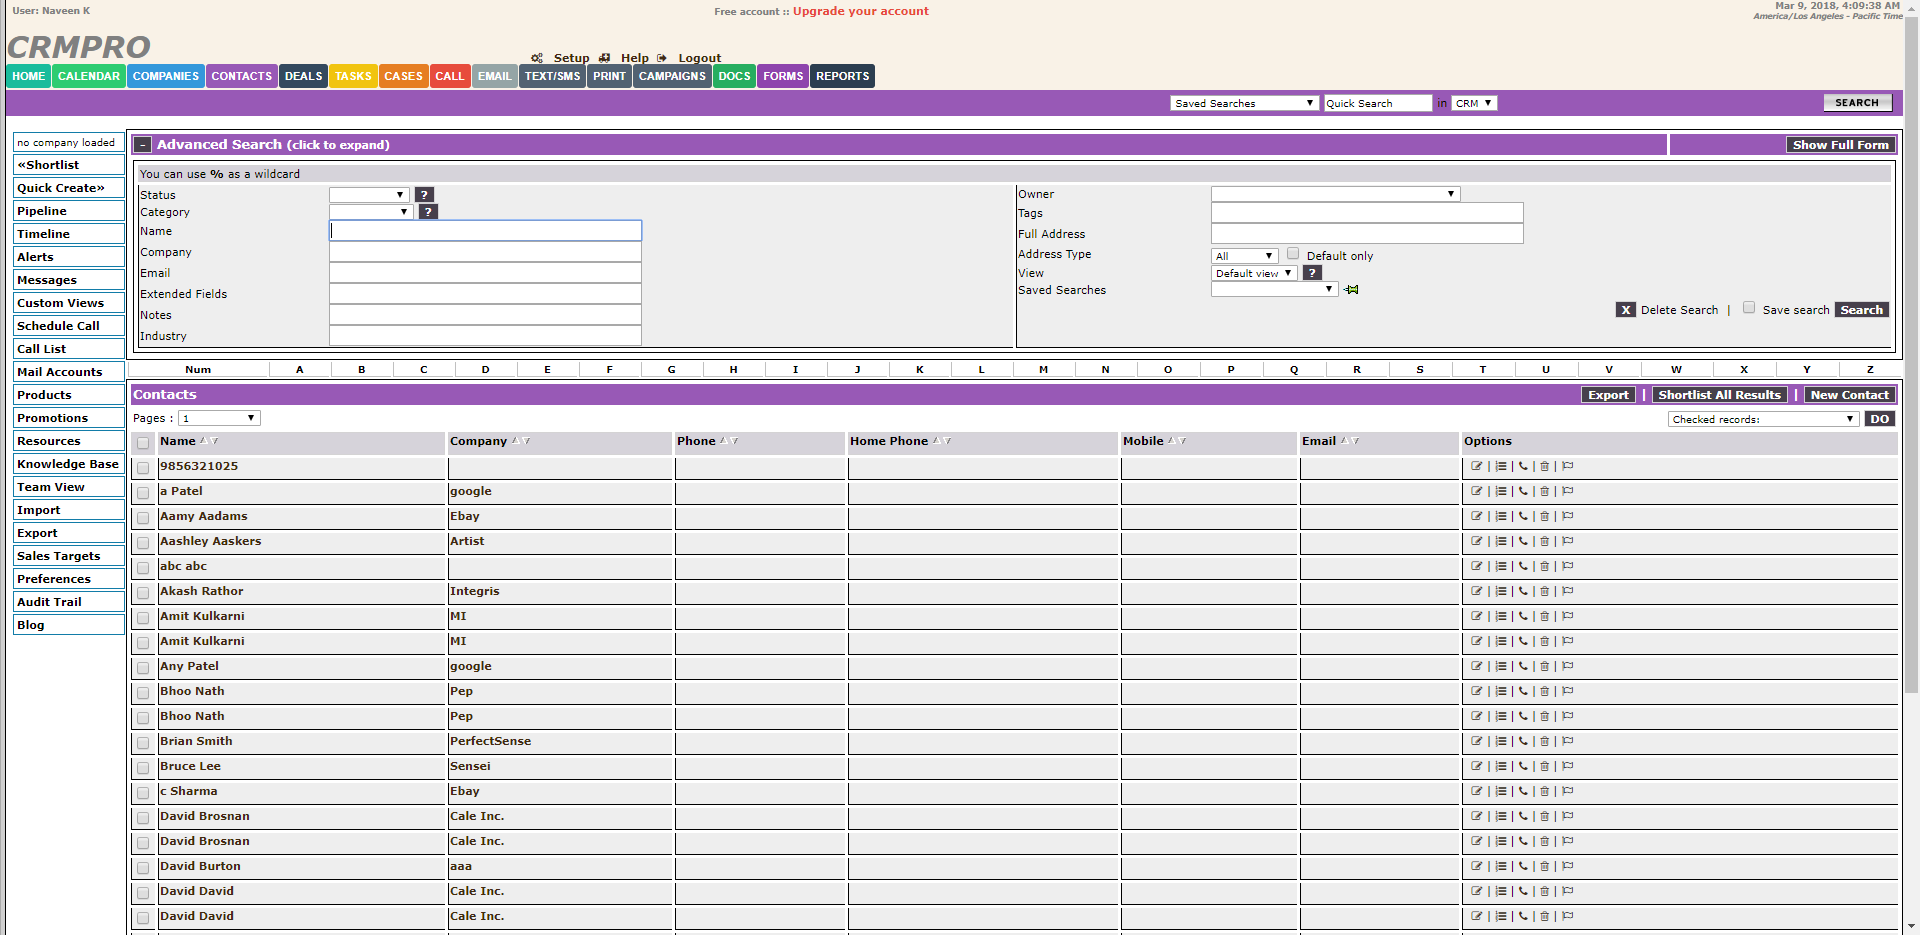 User: Naveen K
Free account :: Upgrade your account
Mar 9, 2018, 4:09:38 AM
America/Los Angeles - Pacific Time
CRMPRO
Setup Help Logout
HOME CALENDAR COMPANIES CONTACTS DEALS TASKS CASES CALL EMAIL TEXT/SMS PRINT CAMPAIGNS DOCS FORMS REPORTS
Saved Searches Quick Search in CRM SEARCH
no company loaded
«Shortlist
Quick Create»
Pipeline
Timeline
Alerts
Messages
Custom Views
Schedule Call
Call List
Mail Accounts
Products
Promotions
Resources
Knowledge Base
Team View
Import
Export
Sales Targets
Preferences
Audit Trail
Blog
- Advanced Search (click to expand) Show Full Form
You can use % as a wildcard
Status ?
Category ?
Name
Company
Email
Extended Fields
Notes
Industry
Owner
Tags
Full Address
Address Type All Default only
View Default view ?
Saved Searches
X Delete Search | Save search Search
Num A B C D E F G H I J K L M N O P Q R S T U V W X Y Z
Contacts Export | Shortlist All Results | New Contact
Pages : 1 Checked records: DO
Name Company Phone Home Phone Mobile Email Options
9856321025
a Patel google
Aamy Aadams Ebay
Aashley Aaskers Artist
abc abc
Akash Rathor Integris
Amit Kulkarni MI
Amit Kulkarni MI
Any Patel google
Bhoo Nath Pep
Bhoo Nath Pep
Brian Smith PerfectSense
Bruce Lee Sensei
c Sharma Ebay
David Brosnan Cale Inc.
David Brosnan Cale Inc.
David Burton aaa
David David Cale Inc.
David David Cale Inc.